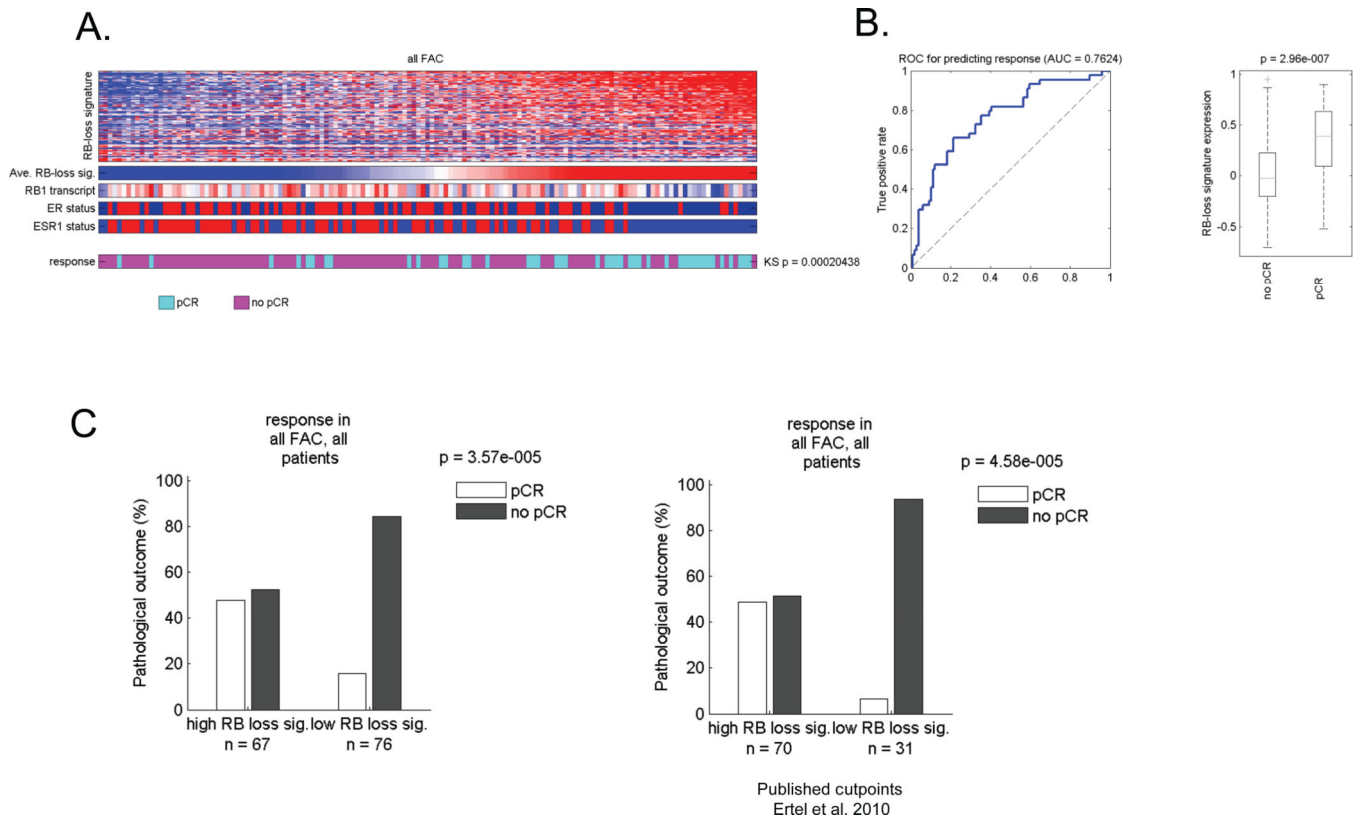 A.
all FAC
RB-loss signature
Ave. RB-loss sig.
RB1 transcript
ER status
ESR1 status
response
KS p = 0.00020438
pCR
no pCR
B.
ROC for predicting response (AUC = 0.7624)
True positive rate
1
0.8
0.6
0.4
0.2
0
0 0.2 0.4 0.6 0.8 1
p = 2.96e-007
RB-loss signature expression
1
0.5
0
-0.5
no pCR
pCR
C
response in
all FAC, all
patients
p = 3.57e-005
pCR
no pCR
Pathological outcome (%)
100
80
60
40
20
0
high RB loss sig. low RB loss sig.
n = 67 n = 76
response in
all FAC, all
patients
p = 4.58e-005
pCR
no pCR
Pathological outcome (%)
100
80
60
40
20
0
high RB loss sig. low RB loss sig.
n = 70 n = 31
Published cutpoints
Ertel et al. 2010